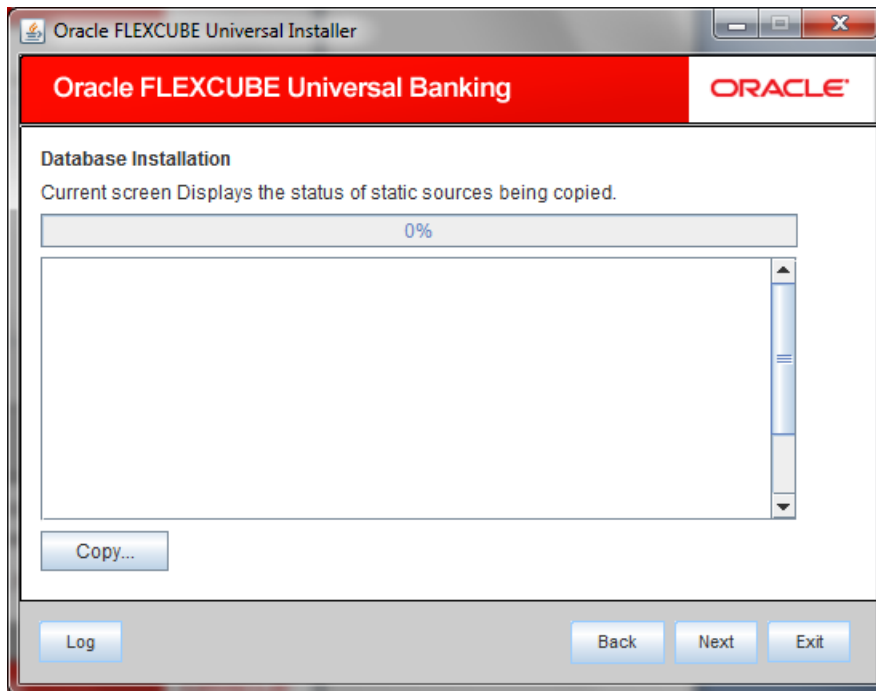 Oracle FLEXCUBE Universal Installer
Oracle FLEXCUBE Universal Banking
ORACLE
Database Installation
Current screen Displays the status of static sources being copied.
0%
Copy...
Log
Back
Next
Exit